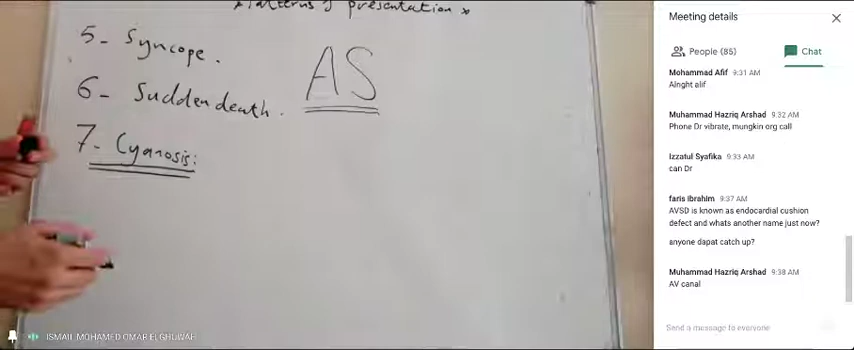 *Patterns of presentation *
5- Syncope.
6- Sudden death.
7- Cyanosis:
AS
ISMAIL MOHAMED OMAR ELGHUWAE
Meeting details
People (85)
Chat
Mohammad Afif 9:31 AM
Alright alif
Muhammad Hazriq Arshad 9:32 AM
Phone Dr vibrate, mungkin org call
Izzatul Syafika 9:33 AM
can Dr
faris ibrahim 9:37 AM
AVSD is known as endocardial cushion
defect and whats another name just now?
anyone dapat catch up?
Muhammad Hazriq Arshad 9:38 AM
AV canal
Send a message to everyone